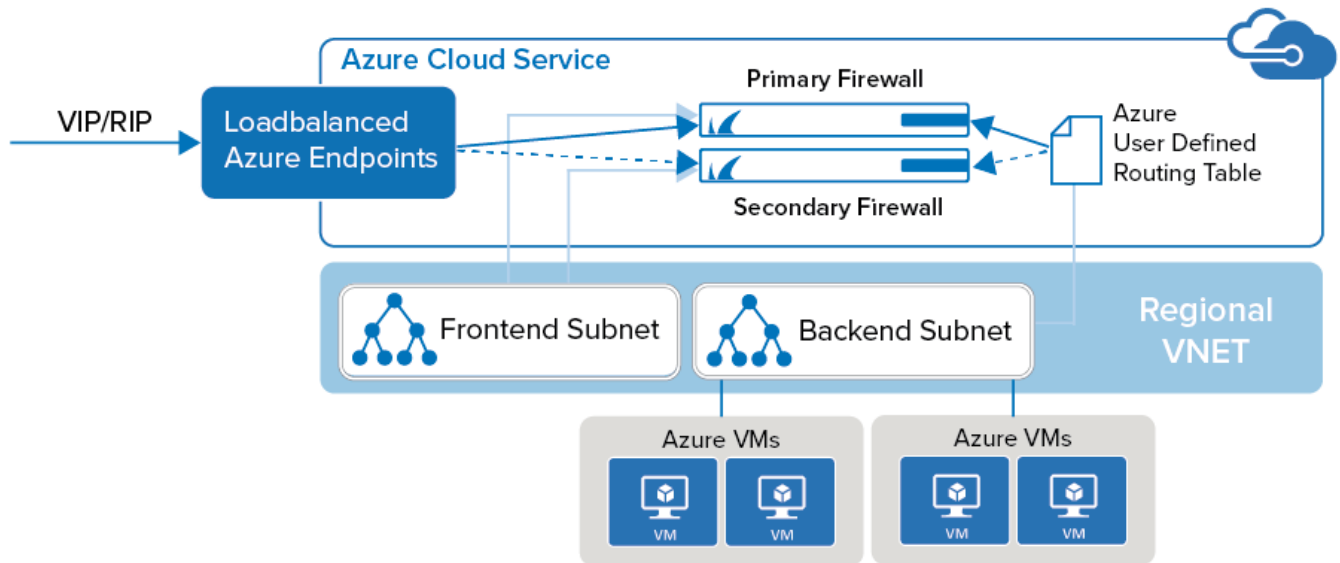 Azure Cloud Service
Primary Firewall
VIP/RIP
Loadbalanced
Azure Endpoints
Azure
User Defined
Routing Table
Secondary Firewall
Frontend Subnet
Backend Subnet
Regional
VNET
Azure VMs
VM
VM
Azure VMs
VM
VM